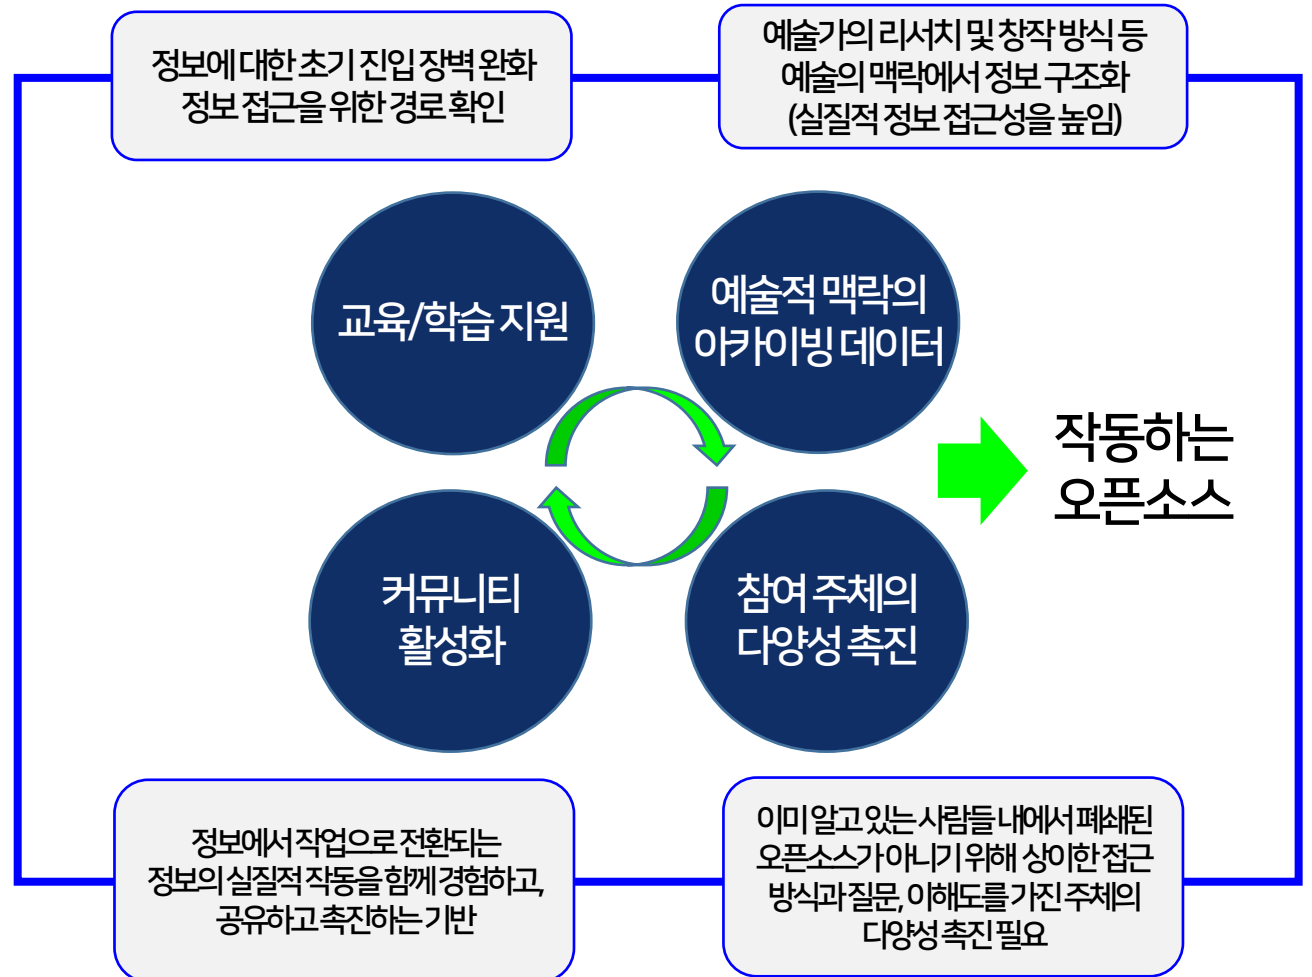 정보에 대한 초기 진입 장벽 완화
정보 접근을 위한 경로 확인
예술가의 리서치 및 창작 방식 등
예술의 맥락에서 정보 구조화
(실질적 정보 접근성을 높임)
교육/학습 지원
예술적 맥락의
아카이빙 데이터
작동하는
오픈소스
커뮤니티
활성화
참여 주체의
다양성 촉진
정보에서 작업으로 전환되는
정보의 실질적 작동을 함께 경험하고,
공유하고 촉진하는 기반
이미 알고 있는 사람들 내에서 폐쇄된
오픈소스가 아니기 위해 상이한 접근
방식과 질문, 이해도를 가진 주체의
다양성 촉진 필요